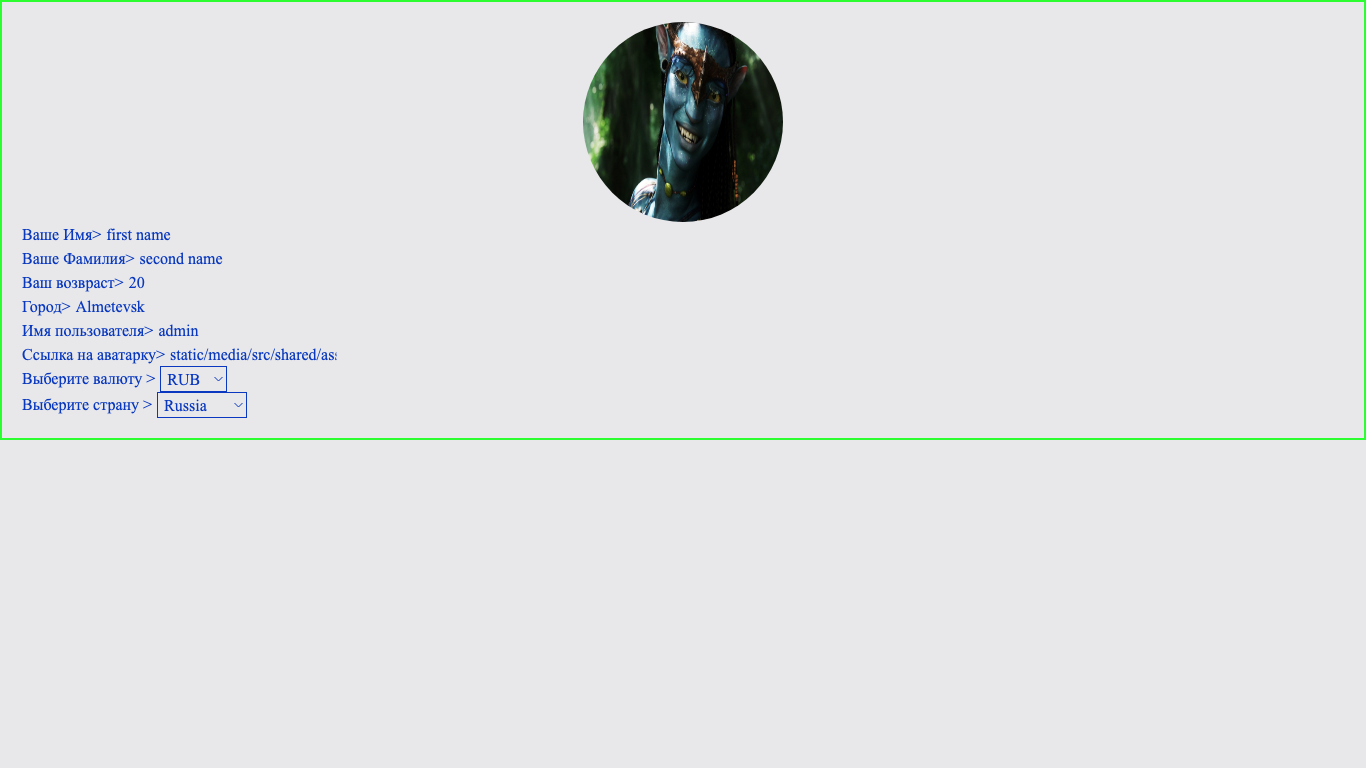 Ваше Имя> first name
Ваше Фамилия> second name
Ваш возвраст> 20
Город> Almetevsk
Имя пользователя> admin
Ссылка на аватарку> static/media/src/shared/as
Выберите валюту > RUB
Выберите страну > Russia